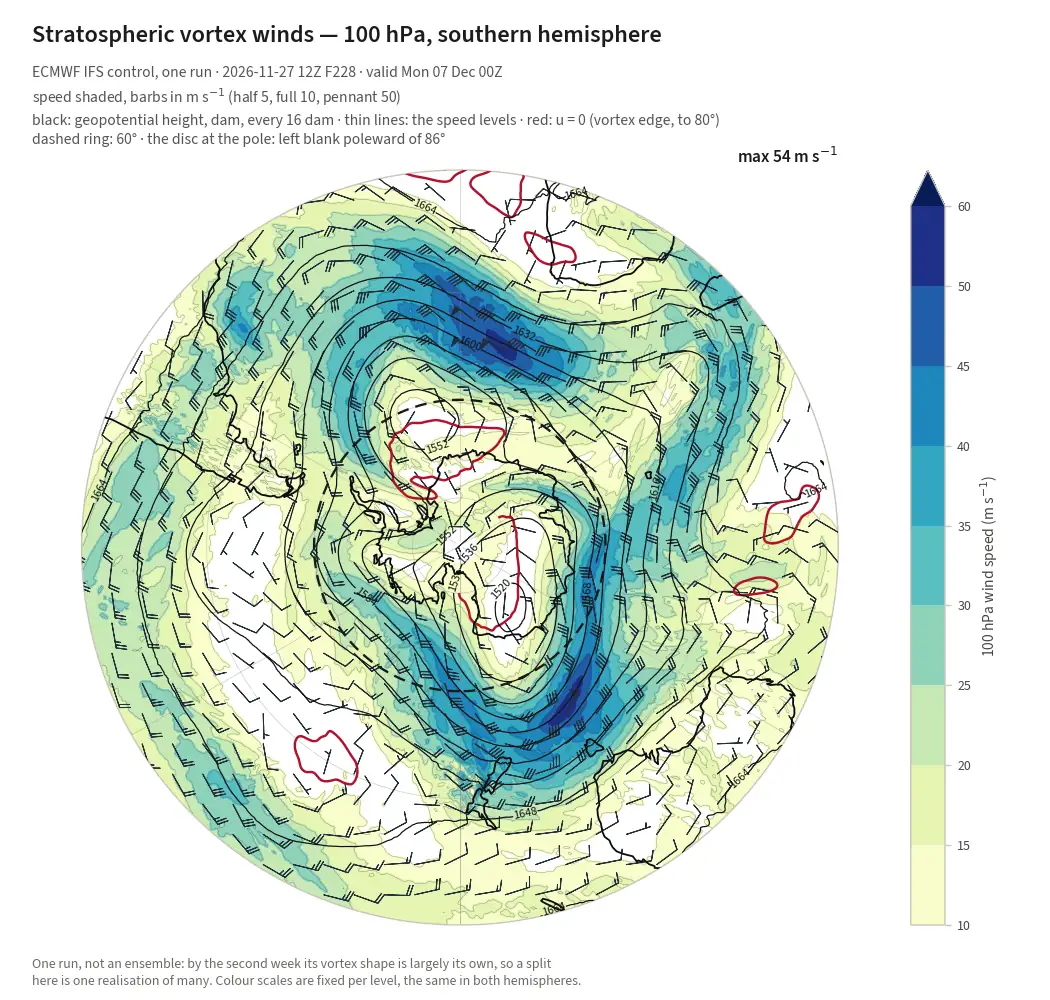 Stratospheric vortex winds — 100 hPa, southern hemisphere
ECMWF IFS control, one run · 2026-11-27 12Z F228 · valid Mon 07 Dec 00Z
speed shaded, barbs in m s⁻¹ (half 5, full 10, pennant 50)
black: geopotential height, dam, every 16 dam · thin lines: the speed levels · red: u = 0 (vortex edge, to 80°)
dashed ring: 60° · the disc at the pole: left blank poleward of 86°
max 54 m s⁻¹
1664
1664
60
50
45
40
35
30
25
20
15
10
100 hPa wind speed (m s⁻¹)
1632
1600
1552
1664
1664
1616
1552
1536
1520
1568
1664
1648
1664
One run, not an ensemble: by the second week its vortex shape is largely its own, so a split
here is one realisation of many. Colour scales are fixed per level, the same in both hemispheres.